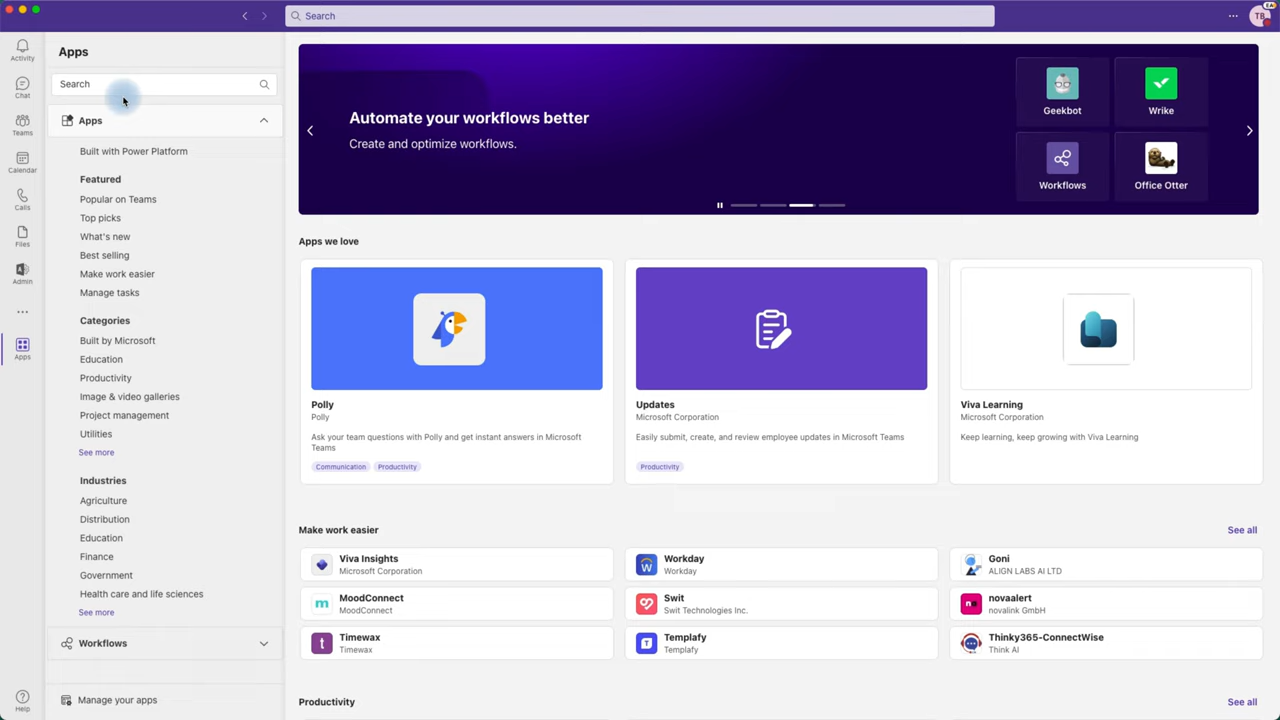 Search
TB
Activity
Chat
Teams
Calendar
Calls
Files
Admin
Apps
Help
Apps
Search
Apps
Built with Power Platform
Featured
Popular on Teams
Top picks
What's new
Best selling
Make work easier
Manage tasks
Categories
Built by Microsoft
Education
Productivity
Image & video galleries
Project management
Utilities
See more
Industries
Agriculture
Distribution
Education
Finance
Government
Health care and life sciences
See more
Workflows
Manage your apps
Automate your workflows better
Create and optimize workflows.
Geekbot
Wrike
Workflows
Office Otter
Apps we love
Polly
Polly
Ask your team questions with Polly and get instant answers in Microsoft
Teams
Communication
Productivity
Updates
Microsoft Corporation
Easily submit, create, and review employee updates in Microsoft Teams
Productivity
Viva Learning
Microsoft Corporation
Keep learning, keep growing with Viva Learning
Make work easier
See all
Viva Insights
Microsoft Corporation
Workday
Workday
Goni
ALIGN LABS AI LTD
MoodConnect
MoodConnect
Swit
Swit Technologies Inc.
novaalert
novalink GmbH
Timewax
Timewax
Templafy
Templafy
Thinky365-ConnectWise
Think AI
Productivity
See all